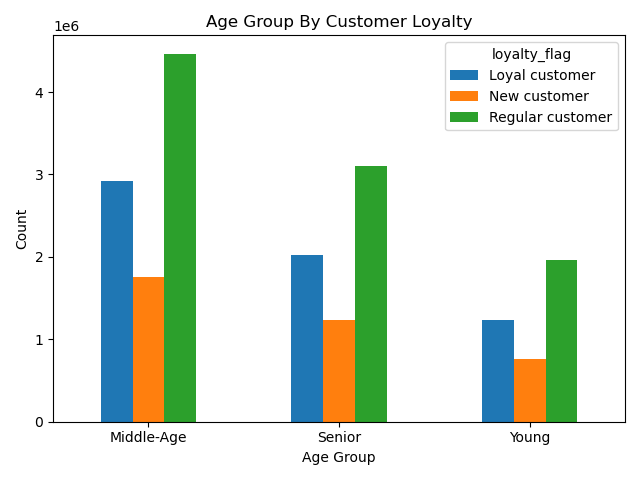 Age Group By Customer Loyalty
1e6
loyalty_flag
Loyal customer
New customer
Regular customer
4
3
2
1
0
Count
Middle-Age
Senior
Young
Age Group